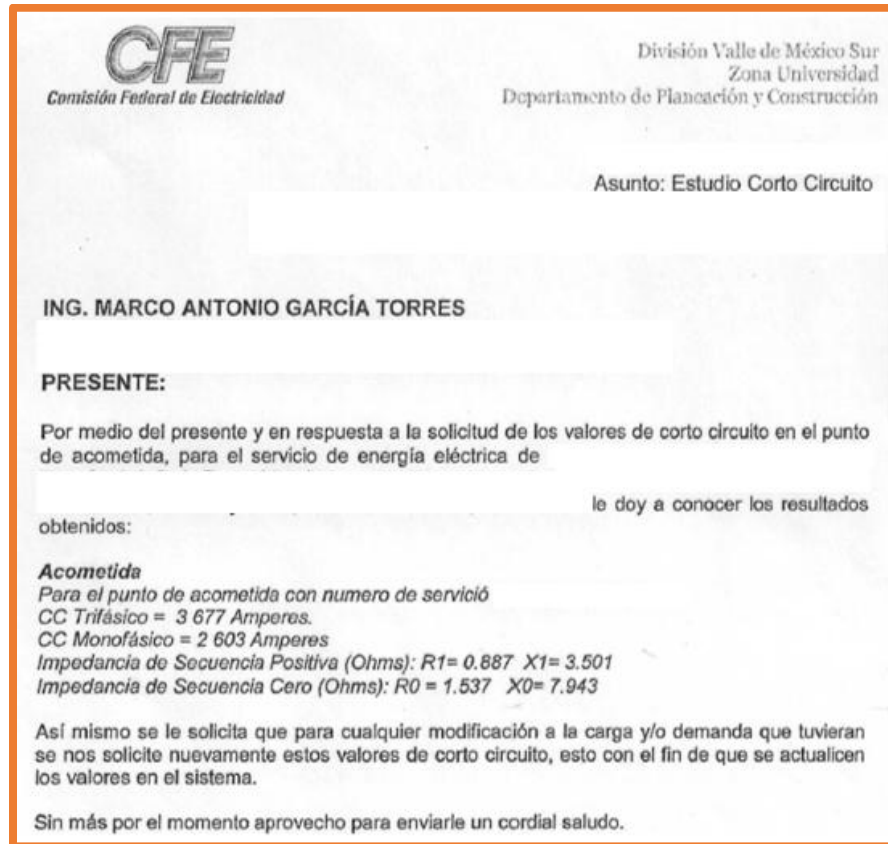 CFE
Comisión Federal de Electricidad
División Valle de México Sur
Zona Universidad
Departamento de Planeación y Construcción
Asunto: Estudio Corto Circuito
ING. MARCO ANTONIO GARCÍA TORRES
PRESENTE:
Por medio del presente y en respuesta a la solicitud de los valores de corto circuito en el punto
de acometida, para el servicio de energía eléctrica de
le doy a conocer los resultados
obtenidos:
Acometida
Para el punto de acometida con numero de servició
CC Trifásico = 3 677 Amperes.
CC Monofásico = 2 603 Amperes
Impedancia de Secuencia Positiva (Ohms): R1= 0.887 X1= 3.501
Impedancia de Secuencia Cero (Ohms): R0 = 1.537 X0= 7.943
Así mismo se le solicita que para cualquier modificación a la carga y/o demanda que tuvieran
se nos solicite nuevamente estos valores de corto circuito, esto con el fin de que se actualicen
los valores en el sistema.
Sin más por el momento aprovecho para enviarle un cordial saludo.